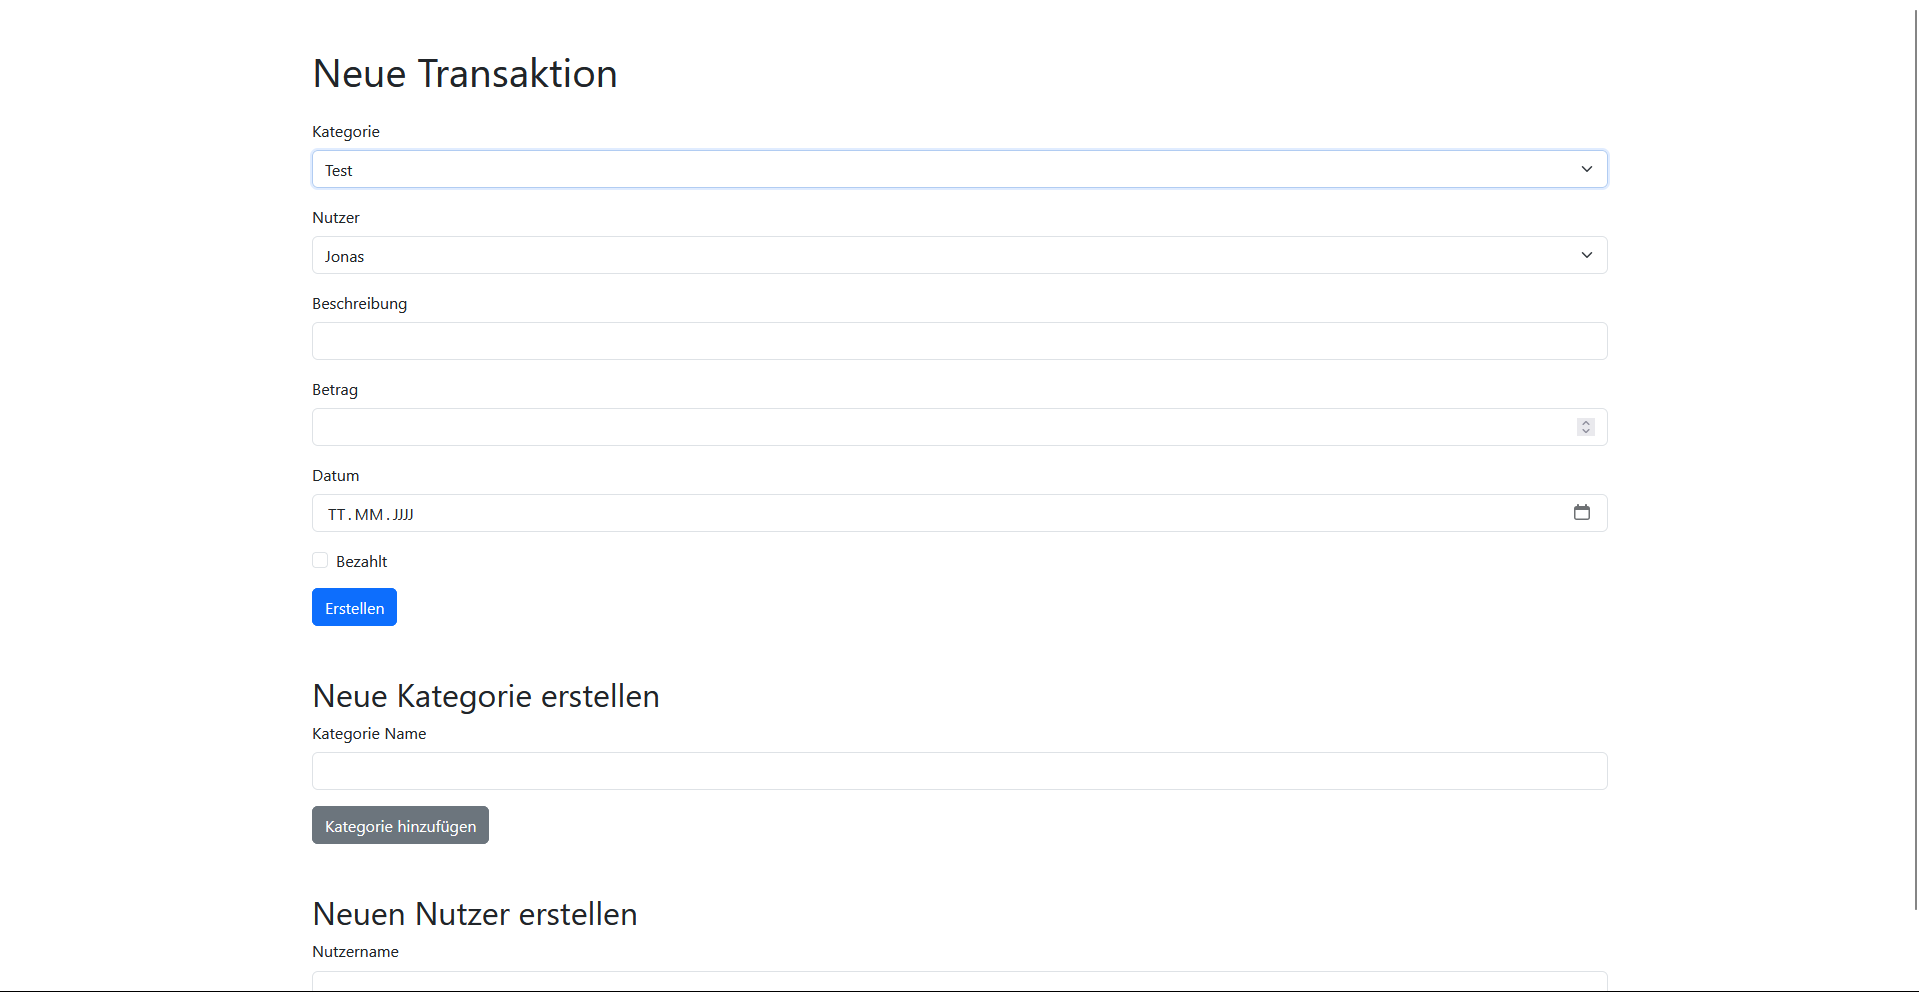 Neue Transaktion
Kategorie
Test
Nutzer
Jonas
Beschreibung
Betrag
Datum
TT.MM.JJJJ
Bezahlt
Erstellen
Neue Kategorie erstellen
Kategorie Name
Kategorie hinzufügen
Neuen Nutzer erstellen
Nutzername